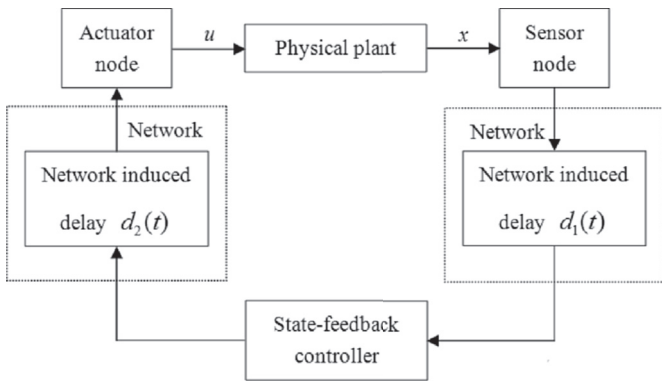 Actuator
node
u
Physical plant
x
Sensor
node
Network
Network induced
delay d₂(t)
Network
Network induced
delay d₁(t)
State-feedback
controller